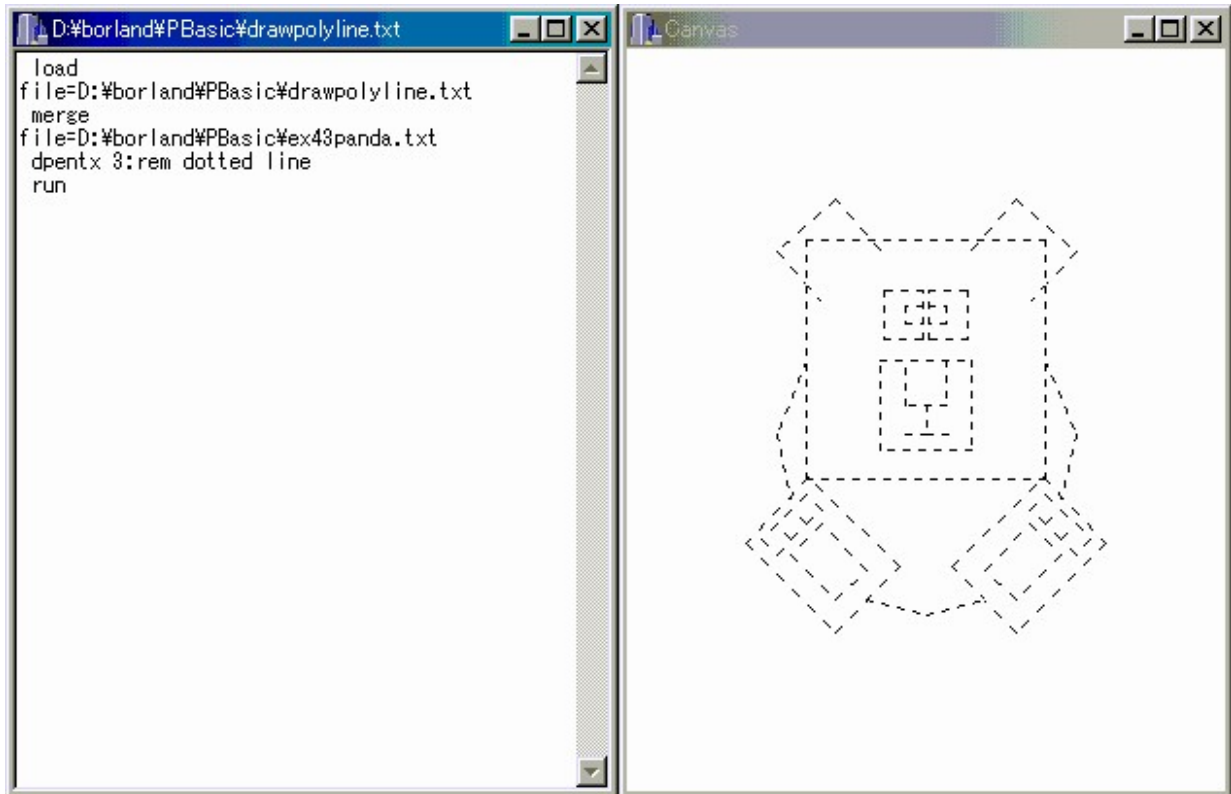 D:¥borland¥PBasic¥drawpolyline.txt
Canvas
load
file=D:¥borland¥PBasic¥drawpolyline.txt
merge
file=D:¥borland¥PBasic¥ex43panda.txt
dpentx 3:rem dotted line
run